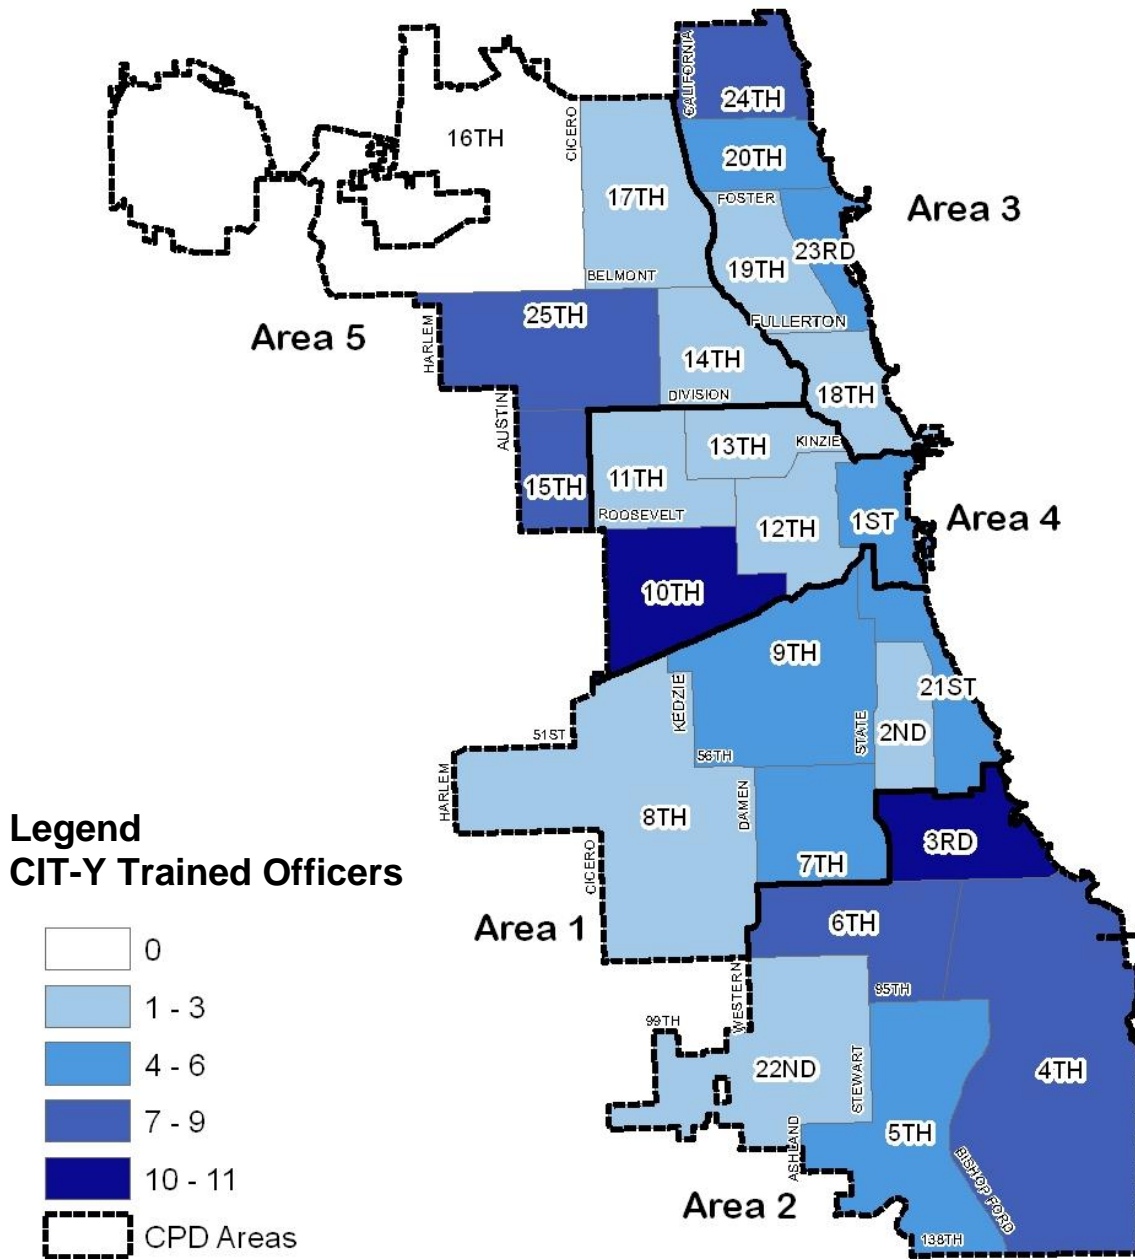 CALIFORNIA
24TH
16TH
CICERO
20TH
17TH
FOSTER
Area 3
23RD
19TH
BELMONT
25TH
FULLERTON
Area 5
HARLEM
14TH
DIVISION
18TH
AUSTIN
13TH
KINZIE
11TH
15TH
ROOSEVELT
12TH
1ST
Area 4
10TH
9TH
KEDZIE
21ST
STATE
2ND
51ST
56TH
HARLEM
DAMEN
8TH
3RD
7TH
CICERO
Legend
CIT-Y Trained Officers
Area 1
6TH
0
WESTERN
95TH
1 - 3
99TH
4 - 6
22ND
STEWART
4TH
7 - 9
5TH
ASHLAND
BISHOP FORD
10 - 11
Area 2
CPD Areas
138TH